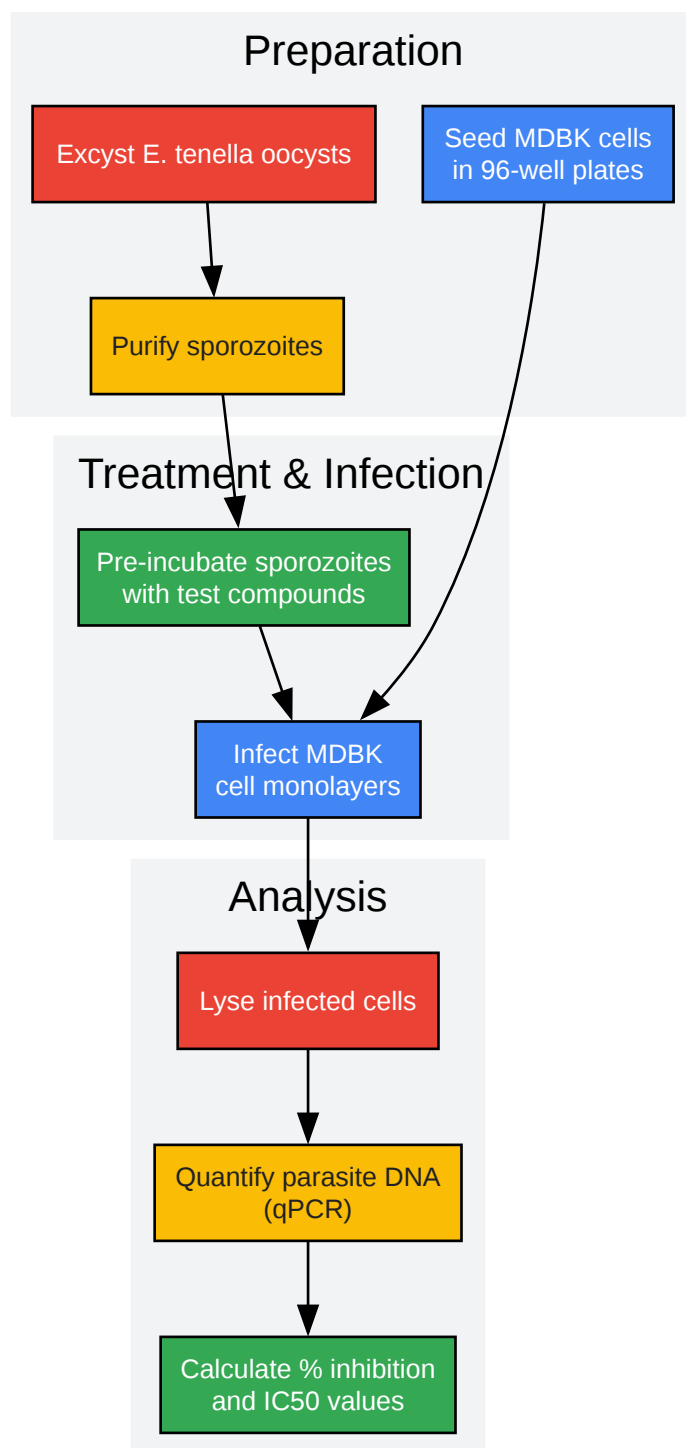 Preparation
Excyst E. tenella oocysts
Seed MDBK cells
in 96-well plates
Purify sporozoites
Treatment & Infection
Pre-incubate sporozoites
with test compounds
Infect MDBK
cell monolayers
Analysis
Lyse infected cells
Quantify parasite DNA
(qPCR)
Calculate % inhibition
and IC50 values